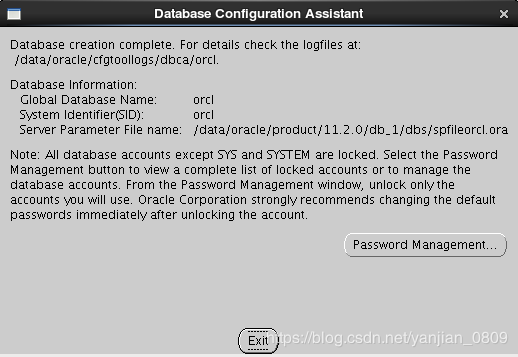 Database Configuration Assistant
Database creation complete. For details check the logfiles at:
/data/oracle/cfgtoollogs/dbca/orcl.
Database Information:
Global Database Name: orcl
System Identifier(SID): orcl
Server Parameter File name: /data/oracle/product/11.2.0/db_1/dbs/spfileorcl.ora
Note: All database accounts except SYS and SYSTEM are locked. Select the Password
Management button to view a complete list of locked accounts or to manage the
database accounts. From the Password Management window, unlock only the
accounts you will use. Oracle Corporation strongly recommends changing the default
passwords immediately after unlocking the account.
Password Management...
Exit
https://blog.csdn.net/yanjian_0809